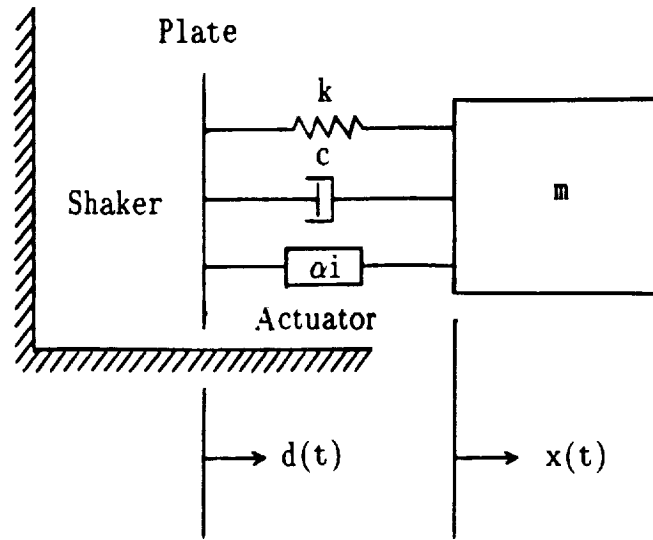 Plate
k
c
Shaker
m
αi
Actuator
d(t)
x(t)